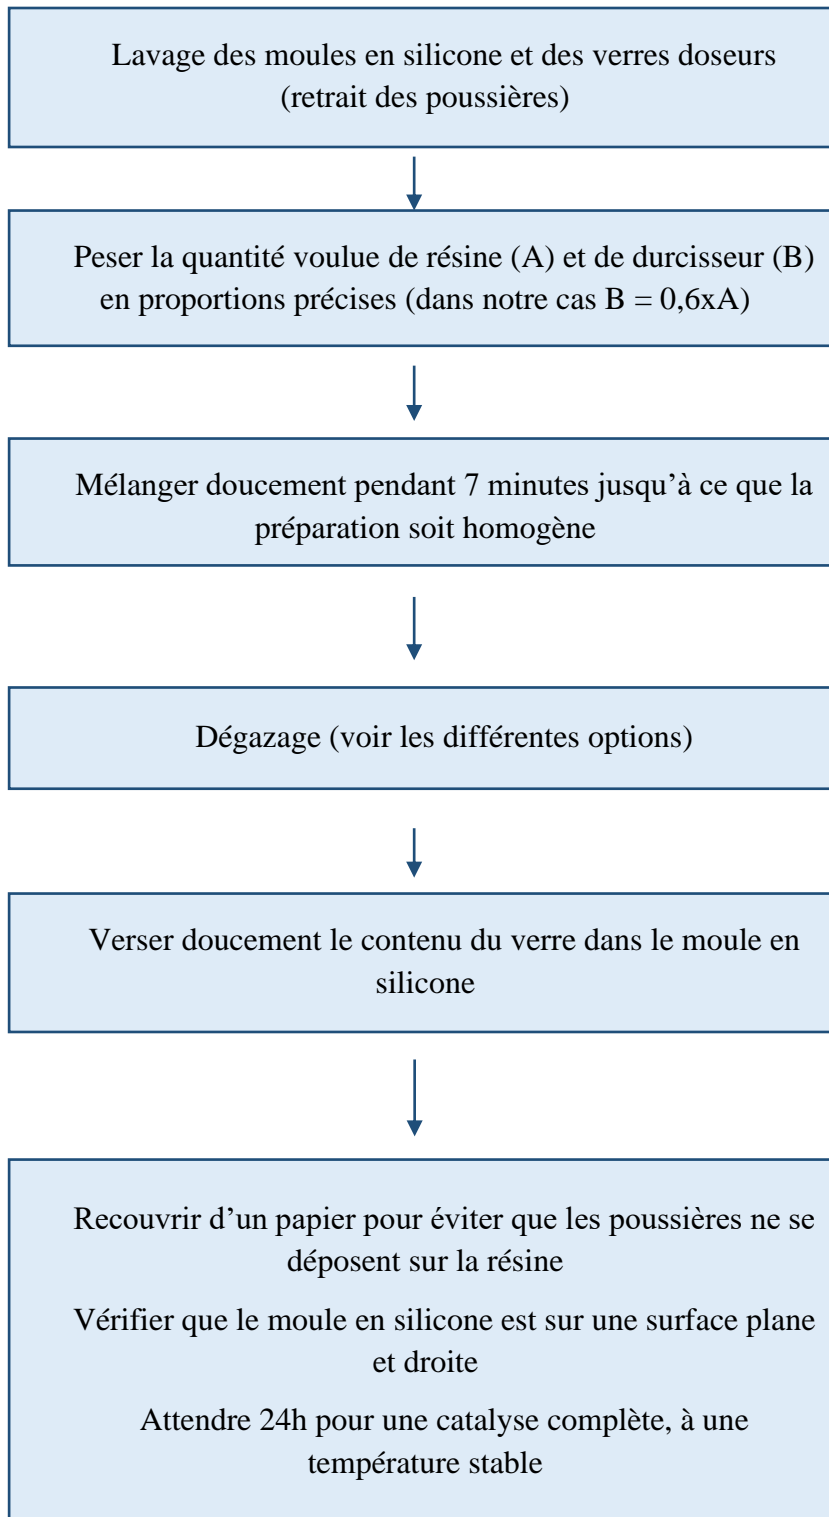 Lavage des moules en silicone et des verres doseurs
(retrait des poussières)
Peser la quantité voulue de résine (A) et de durcisseur (B)
en proportions précises (dans notre cas B = 0,6xA)
Mélanger doucement pendant 7 minutes jusqu’à ce que la
préparation soit homogène
Dégazage (voir les différentes options)
Verser doucement le contenu du verre dans le moule en
silicone
Recouvrir d’un papier pour éviter que les poussières ne se
déposent sur la résine
Vérifier que le moule en silicone est sur une surface plane
et droite
Attendre 24h pour une catalyse complète, à une
température stable